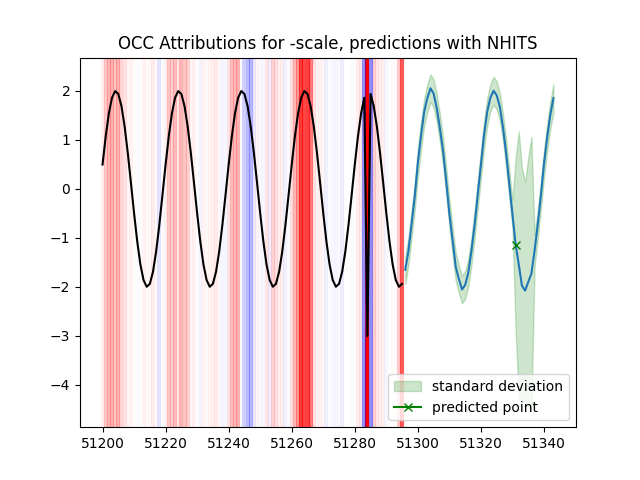 OCC Attributions for -scale, predictions with NHITS
2
1
0
−1
−2
−3
−4
standard deviation
predicted point
51200 51220 51240 51260 51280 51300 51320 51340